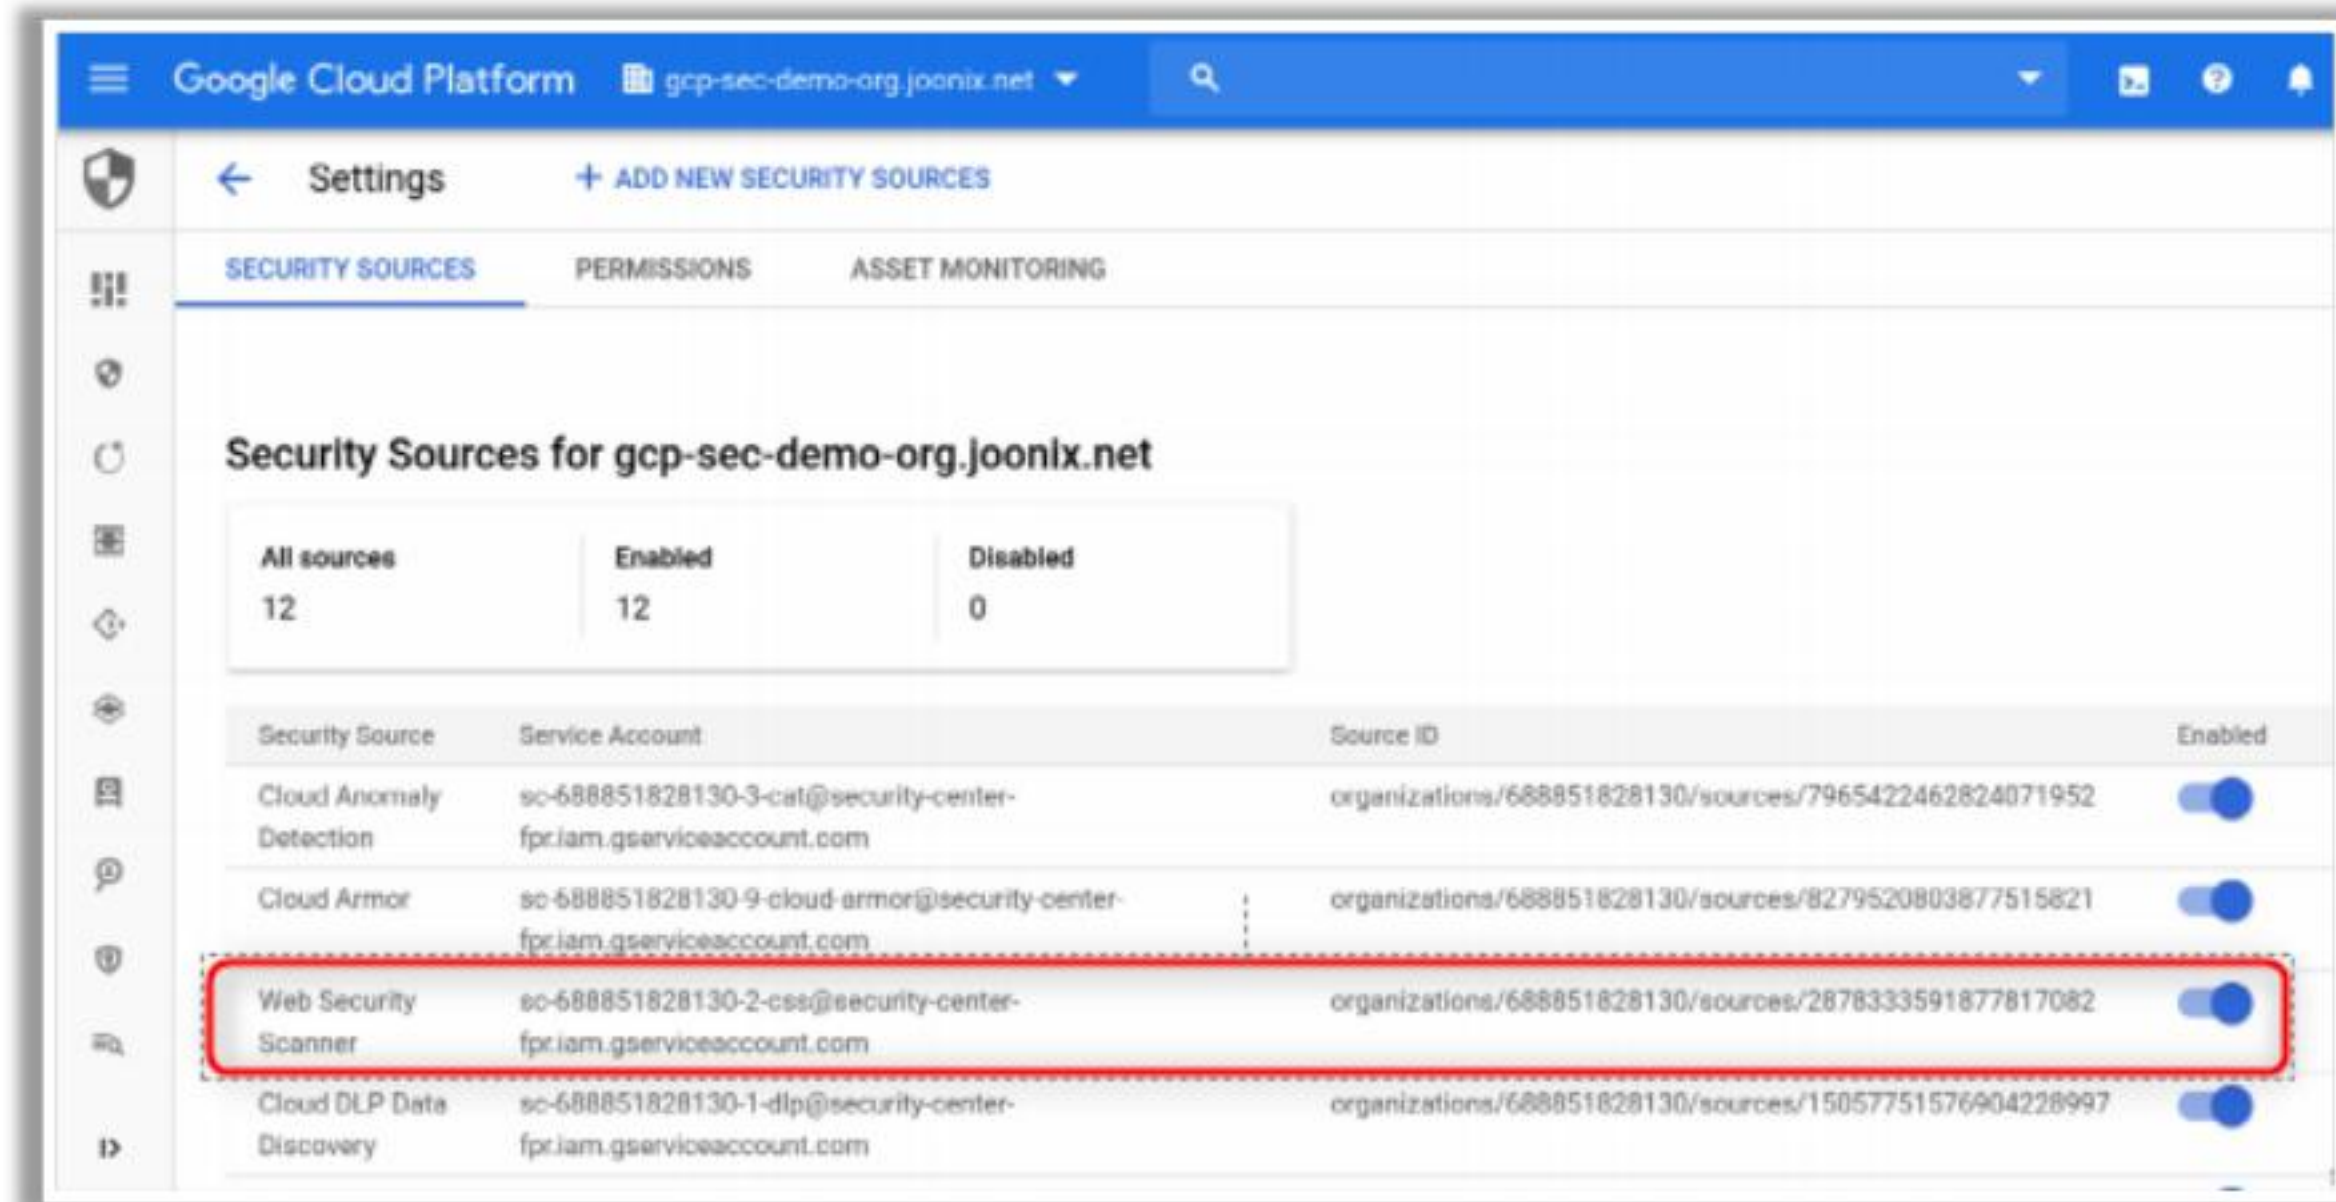 Google Cloud Platform gcp-sec-demo-org.joonix.net
Settings + ADD NEW SECURITY SOURCES
SECURITY SOURCES PERMISSIONS ASSET MONITORING
Security Sources for gcp-sec-demo-org.joonix.net
All sources Enabled Disabled
12 12 0
Security Source Service Account Source ID Enabled
Cloud Anomaly sc-688851828130-3-cat@security-center- organizations/688851828130/sources/7965422462824071952
Detection fpr.iam.gserviceaccount.com
Cloud Armor sc-688851828130-9-cloud-armor@security-center- organizations/688851828130/sources/8279520803877515821
fpr.iam.gserviceaccount.com
Web Security sc-688851828130-2-css@security-center- organizations/688851828130/sources/2878333591877817082
Scanner fpr.iam.gserviceaccount.com
Cloud DLP Data sc-688851828130-1-dlp@security-center- organizations/688851828130/sources/15057751576904228997
Discovery fpr.iam.gserviceaccount.com